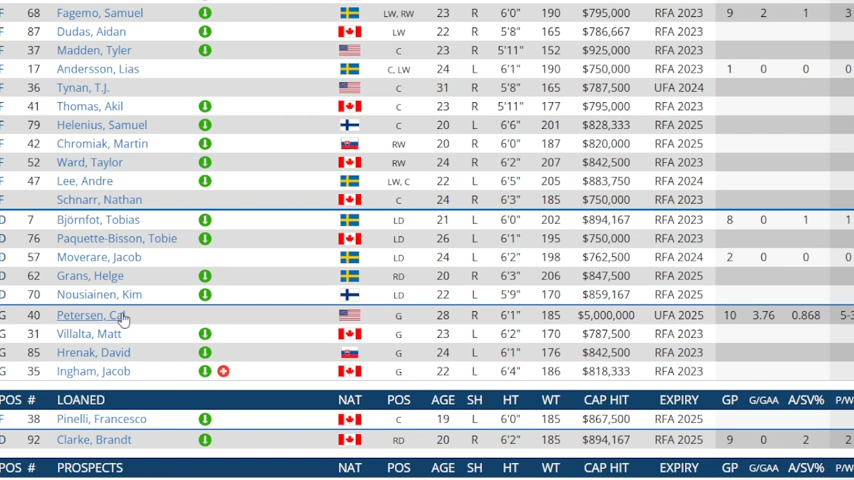 F 68 Fagemo, Samuel LW, RW 23 R 6'0" 190 $795,000 RFA 2023 9 2 1 3
F 87 Dudas, Aidan LW 22 R 5'8" 165 $786,667 RFA 2023
F 37 Madden, Tyler C 23 R 5'11" 152 $925,000 RFA 2023
F 17 Andersson, Lias C, LW 24 L 6'1" 190 $750,000 RFA 2023 1 0 0 0
F 36 Tynan, T.J. C 31 R 5'8" 165 $787,500 UFA 2024
F 41 Thomas, Akil C 23 R 5'11" 177 $795,000 RFA 2023
F 79 Helenius, Samuel C 20 L 6'6" 201 $828,333 RFA 2025
F 42 Chromiak, Martin RW 20 R 6'0" 187 $820,000 RFA 2025
F 52 Ward, Taylor RW 24 R 6'2" 207 $842,500 RFA 2023
F 47 Lee, Andre LW, C 22 L 6'5" 205 $883,750 RFA 2024
F Schnarr, Nathan C 24 R 6'3" 185 $750,000 RFA 2023
D 7 Björnfot, Tobias LD 21 L 6'0" 202 $894,167 RFA 2023 8 0 1 1
D 76 Paquette-Bisson, Tobie LD 26 L 6'1" 195 $750,000 RFA 2023
D 57 Moverare, Jacob LD 24 L 6'2" 198 $762,500 RFA 2024 2 0 0 0
D 62 Grans, Helge RD 20 R 6'3" 206 $847,500 RFA 2025
D 70 Nousiainen, Kim LD 22 L 5'9" 170 $859,167 RFA 2025
G 40 Petersen, Cal G 28 R 6'1" 185 $5,000,000 UFA 2025 10 3.76 0.868 5-3
G 31 Villalta, Matt G 23 L 6'2" 170 $787,500 RFA 2023
G 85 Hrenak, David G 24 L 6'1" 176 $842,500 RFA 2023
G 35 Ingham, Jacob G 22 L 6'4" 186 $818,333 RFA 2023
POS # LOANED NAT POS AGE SH HT WT CAP HIT EXPIRY GP G/GAA A/SV% P/W
F 38 Pinelli, Francesco C 19 L 6'0" 185 $867,500 RFA 2025
D 92 Clarke, Brandt RD 20 R 6'2" 185 $894,167 RFA 2025 9 0 2 2
POS # PROSPECTS NAT POS AGE SH HT WT CAP HIT EXPIRY GP G/GAA A/SV% P/W